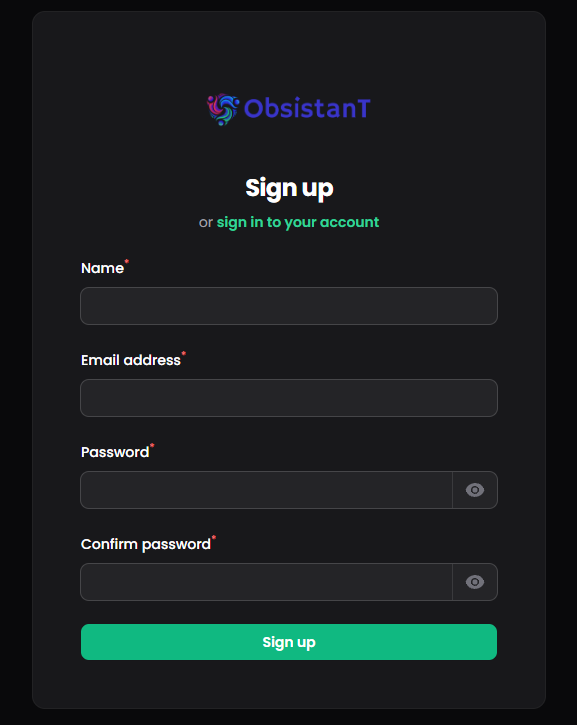 ObsistanT
Sign up
or sign in to your account
Name*
Email address*
Password*
Confirm password*
Sign up